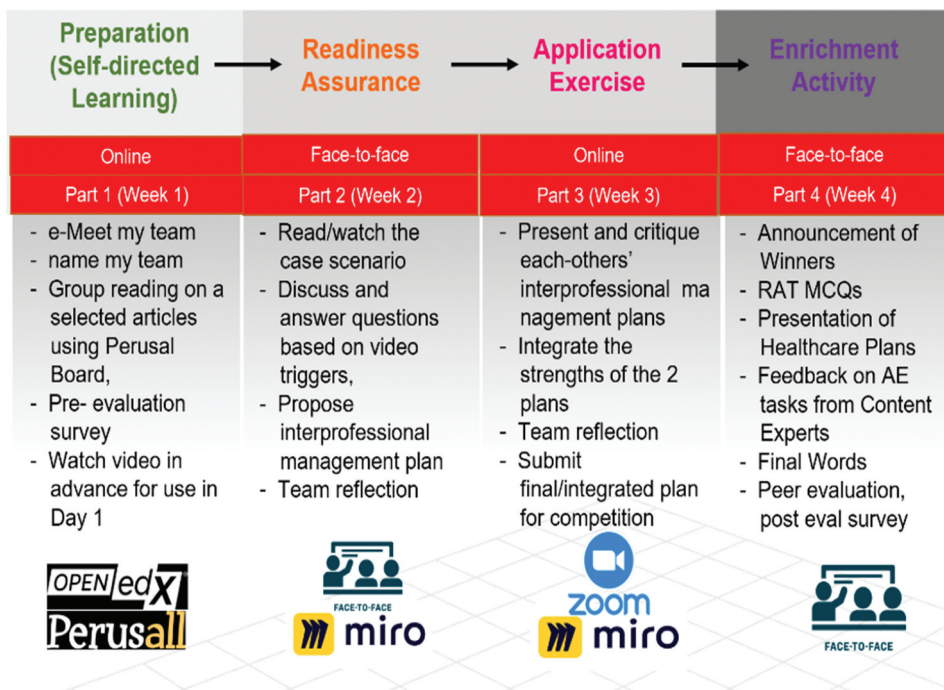 Preparation
(Self-directed
Learning)
Readiness
Assurance
Application
Exercise
Enrichment
Activity
Online
Face-to-face
Online
Face-to-face
Part 1 (Week 1)
Part 2 (Week 2)
Part 3 (Week 3)
Part 4 (Week 4)
- e-Meet my team
- name my team
- Group reading on a
selected articles
using Perusal
Board,
- Pre- evaluation
survey
- Watch video in
advance for use in
Day 1
- Read/watch the
case scenario
- Discuss and
answer questions
based on video
triggers,
- Propose
interprofessional
management plan
- Team reflection
- Present and critique
each-others'
interprofessional ma
nagement plans
- Integrate the
strengths of the 2
plans
- Team reflection
- Submit
final/integrated plan
for competition
- Announcement of
Winners
- RAT MCQs
- Presentation of
Healthcare Plans
- Feedback on AE
tasks from Content
Experts
- Final Words
- Peer evaluation,
post eval survey
OPEN edX
Perusall
FACE-TO-FACE
miro
zoom
miro
FACE-TO-FACE